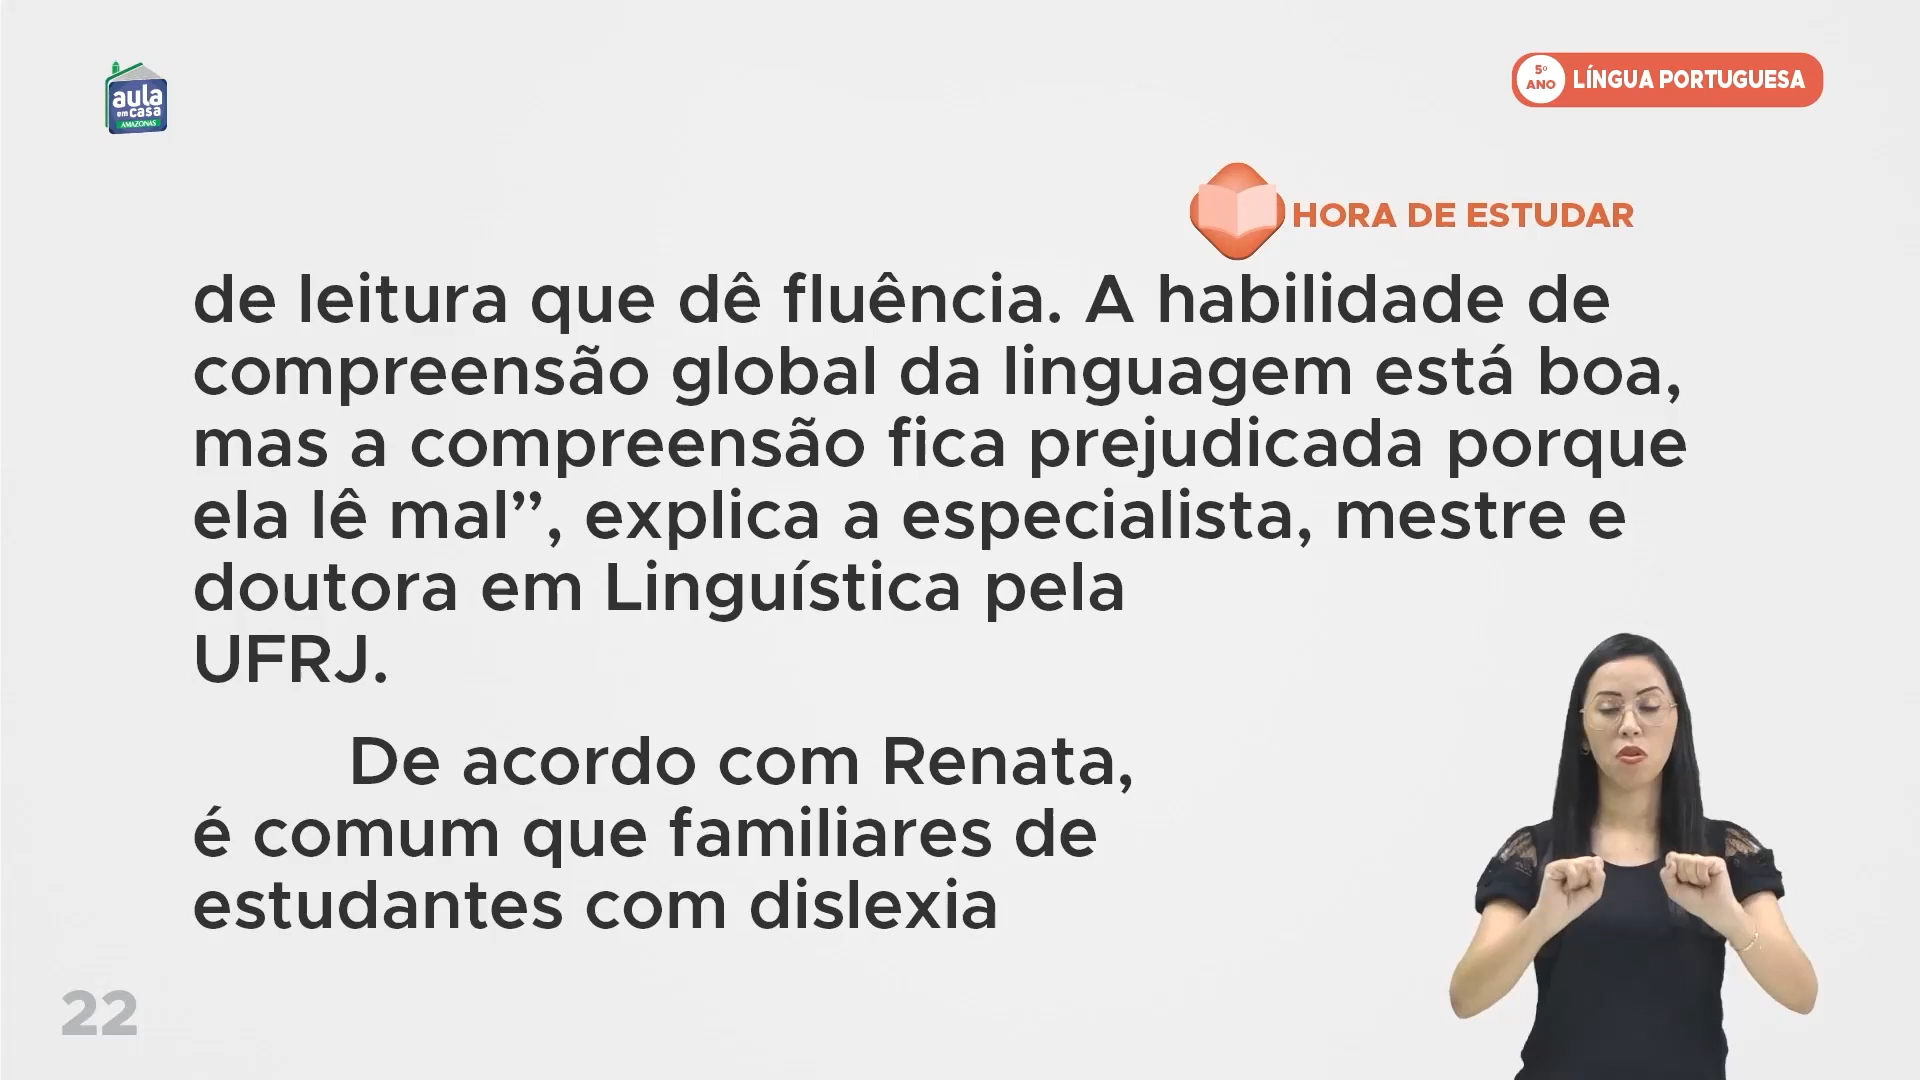 aula
em casa
AMAZONAS
5º
ANO
LÍNGUA PORTUGUESA
HORA DE ESTUDAR
de leitura que dê fluência. A habilidade de
compreensão global da linguagem está boa,
mas a compreensão fica prejudicada porque
ela lê mal”, explica a especialista, mestre e
doutora em Linguística pela
UFRJ.
De acordo com Renata,
é comum que familiares de
estudantes com dislexia
22